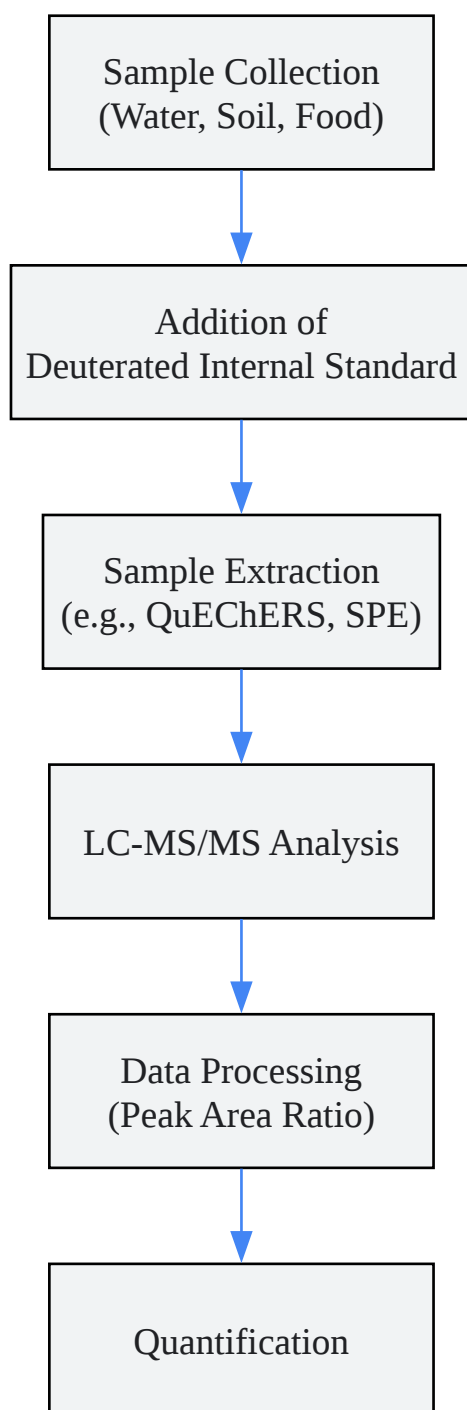 Sample Collection
(Water, Soil, Food)
Addition of
Deuterated Internal Standard
Sample Extraction
(e.g., QuEChERS, SPE)
LC-MS/MS Analysis
Data Processing
(Peak Area Ratio)
Quantification